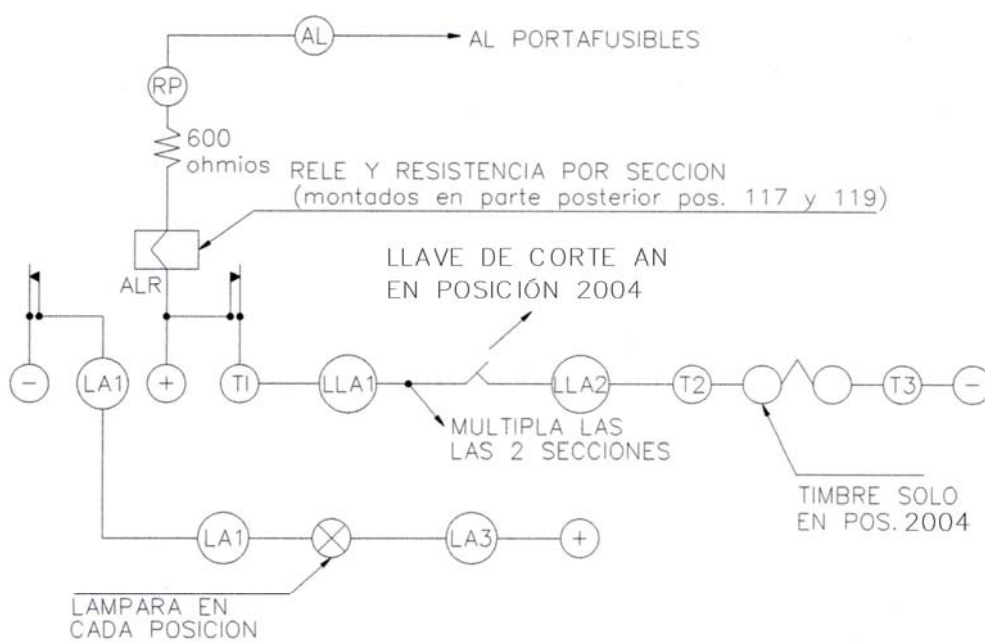 AL
AL PORTAFUSIBLES
RP
600
ohmios
RELE Y RESISTENCIA POR SECCION
(montados en parte posterior pos. 117 y 119)
LLAVE DE CORTE AN
EN POSICIÓN 2004
ALR
-
LA1
+
TI
LLA1
LLA2
T2
T3
-
MULTIPLA LAS
LAS 2 SECCIONES
TIMBRE SOLO
EN POS. 2004
LA1
LA3
+
LAMPARA EN
CADA POSICION